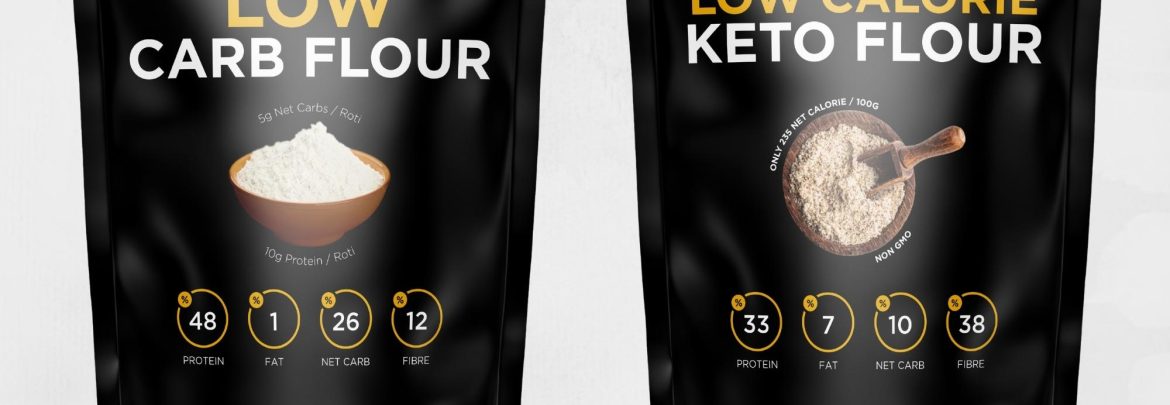 LOW
CARB FLOUR
5g Net Carbs / Roti
10g Protein / Roti
% % % %
48 1 26 12
PROTEIN FAT NET CARB FIBRE
LOW CALORIE
KETO FLOUR
ONLY 235 NET CALORIE / 100G
NON GMO
% % % %
33 7 10 38
PROTEIN FAT NET CARB FIBRE